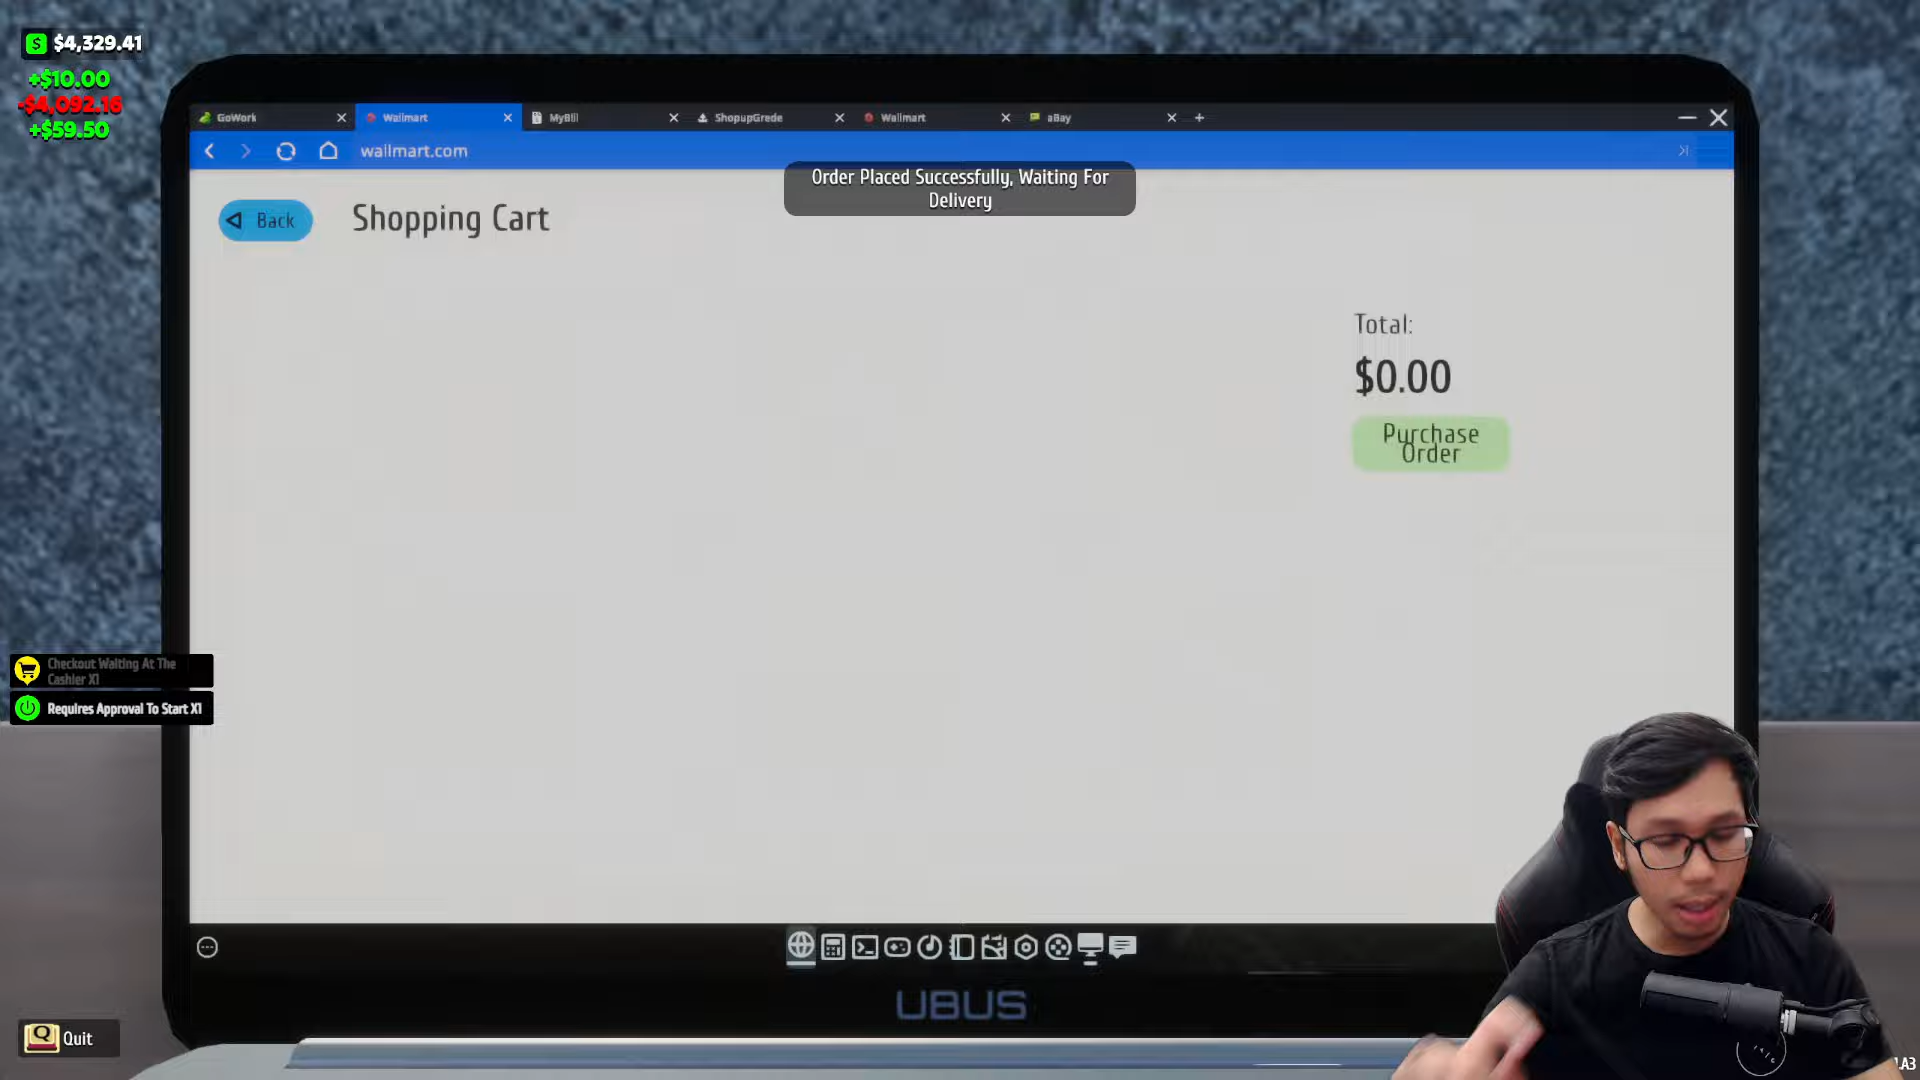 $4,329.41
+$10.00
-$4,092.16
+$59.50
GoWork
Wallmart
MyBill
ShopupGrede
Wallmart
aBay
wallmart.com
Order Placed Successfully, Waiting For
Delivery
Back
Shopping Cart
Total:
$0.00
Purchase
Order
Checkout Waiting At The
Cashier X1
Requires Approval To Start X1
UBUS
Q Quit